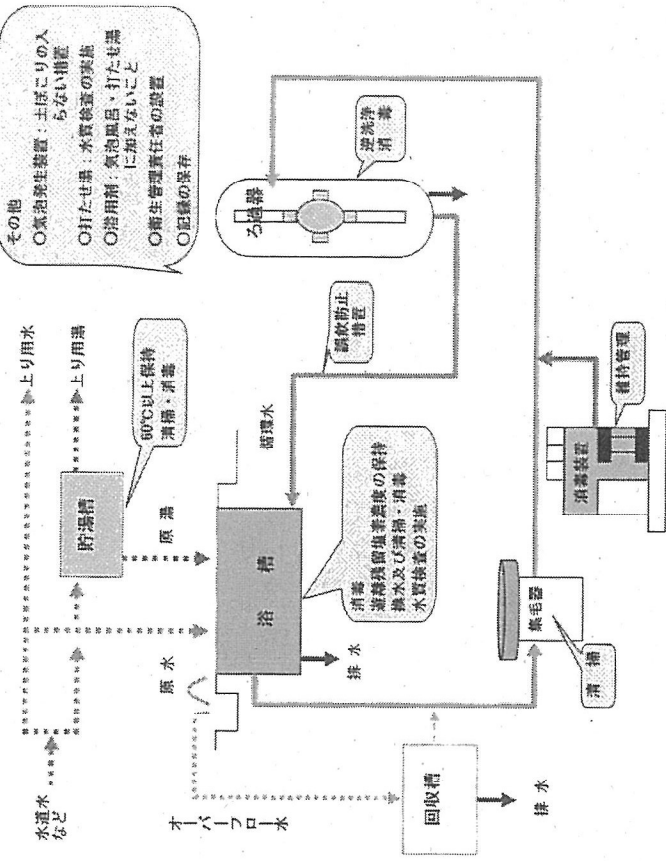 水道水
など
上り用水
上り用湯
貯湯槽
60℃以上保持
清掃・消毒
原水
原湯
オーバーフロー水
浴槽
循環水
排水
消毒
遊離残留塩素濃度の保持
換水及び清掃・消毒
水質検査の実施
回収槽
排水
集毛器
清掃
消毒装置
維持管理
誤飲防止
措置
ろ過器
逆洗浄
消毒
その他
○気泡発生装置：土ぼこりの入
らない措置
○打たせ湯：水質検査の実施
○浴用剤：気泡風呂・打たせ湯
に加えないこと
○衛生管理責任者の設置
○記録の保存